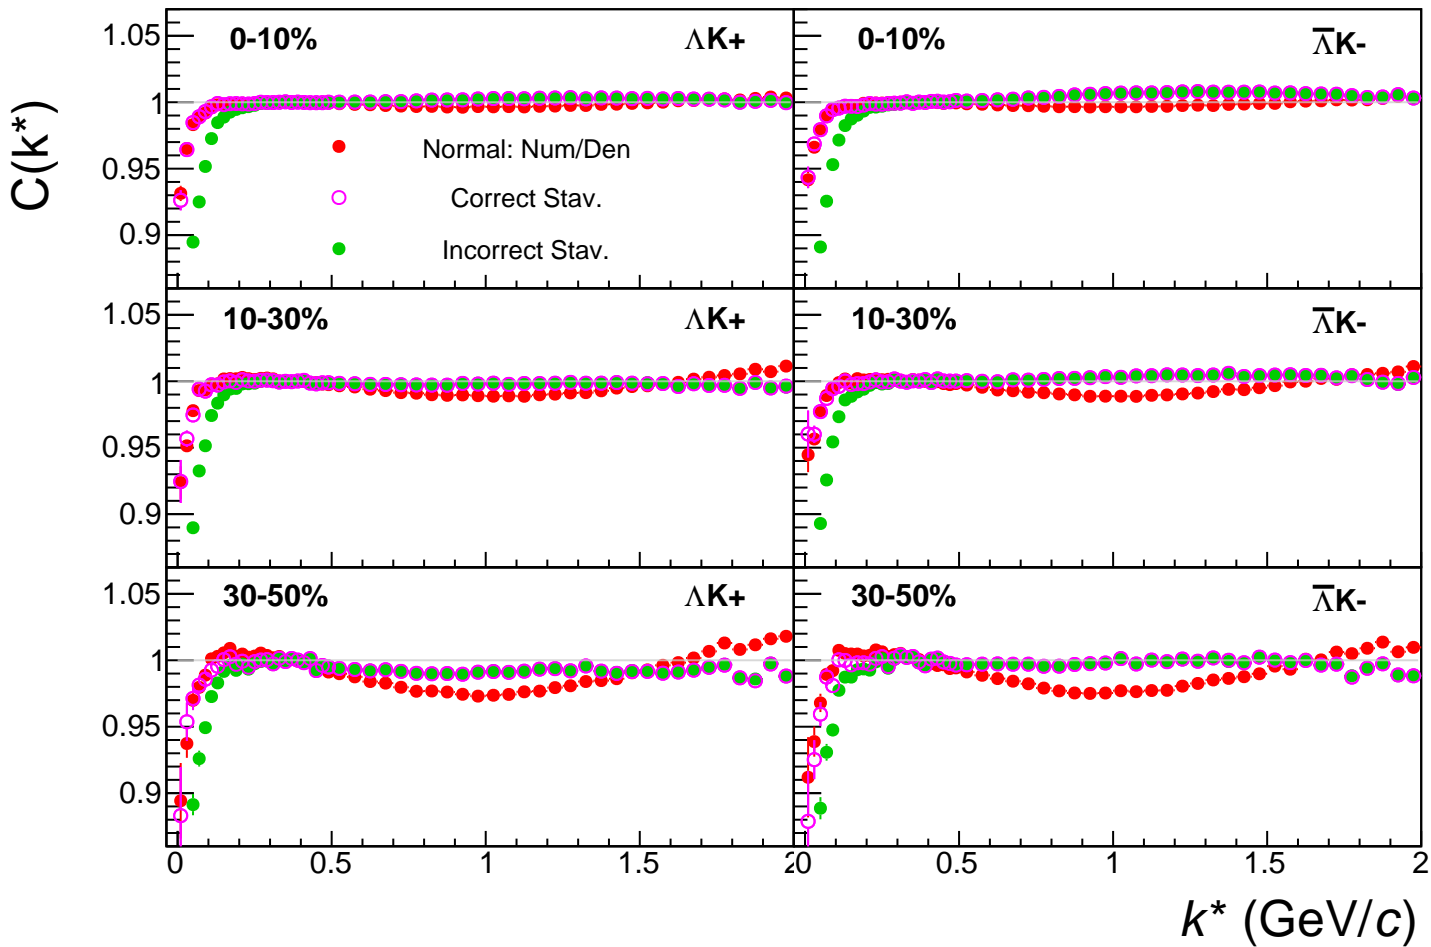 C(k*)
0-10%
ΛK+
0-10%
Λ̅K-
1.05
1
0.95
0.9
Normal: Num/Den
Correct Stav.
Incorrect Stav.
10-30%
ΛK+
10-30%
Λ̅K-
1.05
1
0.95
0.9
30-50%
ΛK+
30-50%
Λ̅K-
1.05
1
0.95
0.9
0 0.5 1 1.5 2
0 0.5 1 1.5 2
k* (GeV/c)